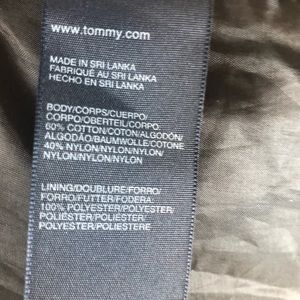 www.tommy.com
MADE IN SRI LANKA
FABRIQUÉ AU SRI LANKA
HECHO EN SRI LANKA
BODY/CORPS/CUERPO/
CORPO/OBERTEIL/CORPO/
60% COTTON/COTON/ALGODÓN/
ALGODÃO/BAUMWOLLE/COTONE
40% NYLON/NYLON/NYLON/
NYLON/NYLON/NYLON
LINING/DOUBLURE/FORRO/
FORRO/FUTTER/FODERA:
100% POLYESTER/POLYESTER/
POLIÉSTER/POLIÉSTER/
POLYESTER/POLIESTERE